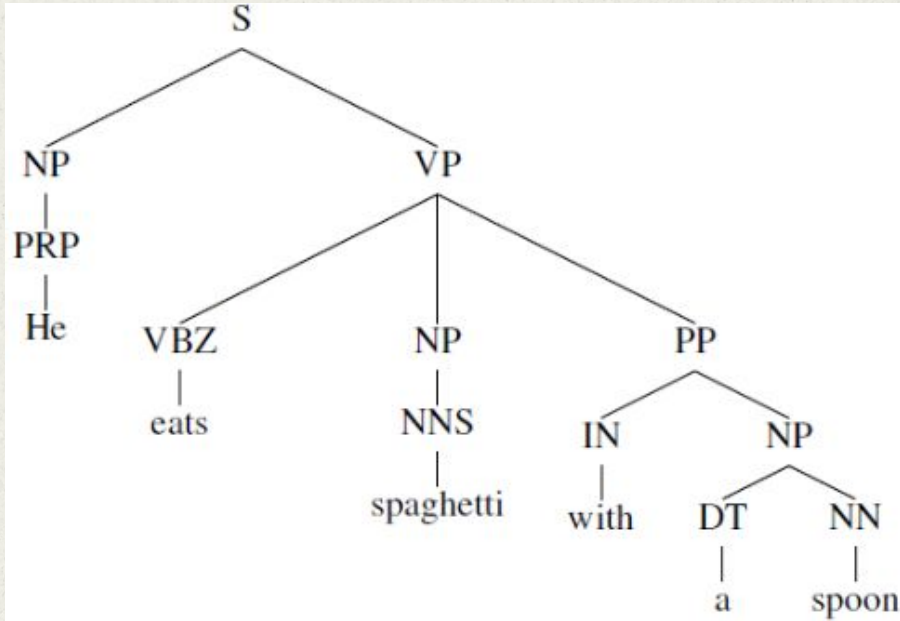 S
NP VP
PRP
He VBZ NP PP
eats NNS IN NP
spaghetti with DT NN
a spoon